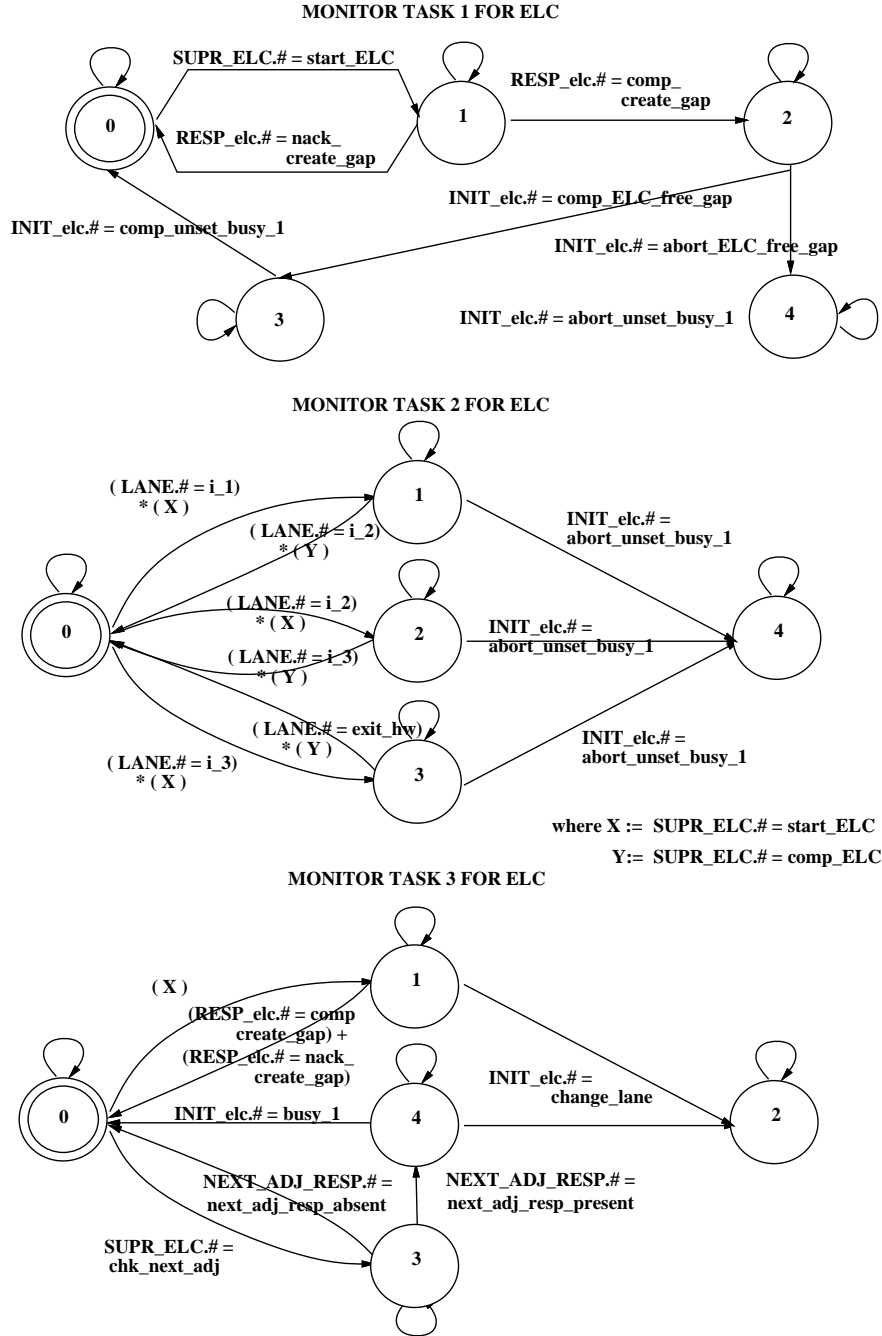 MONITOR TASK 1 FOR ELC
SUPR_ELC.# = start_ELC
RESP_elc.# = comp_
create_gap
0
1
2
RESP_elc.# = nack_
create_gap
INIT_elc.# = comp_ELC_free_gap
INIT_elc.# = comp_unset_busy_1
INIT_elc.# = abort_ELC_free_gap
3
INIT_elc.# = abort_unset_busy_1
4
MONITOR TASK 2 FOR ELC
( LANE.# = i_1)
* ( X )
1
( LANE.# = i_2)
* ( Y )
INIT_elc.# =
abort_unset_busy_1
( LANE.# = i_2)
* ( X )
0
2
INIT_elc.# =
abort_unset_busy_1
4
( LANE.# = i_3)
* ( Y )
( LANE.# = exit_hw)
* ( Y )
( LANE.# = i_3)
* ( X )
3
INIT_elc.# =
abort_unset_busy_1
where X := SUPR_ELC.# = start_ELC
Y:= SUPR_ELC.# = comp_ELC
MONITOR TASK 3 FOR ELC
( X )
1
(RESP_elc.# = comp
create_gap) +
(RESP_elc.# = nack_
create_gap)
INIT_elc.# =
change_lane
0
INIT_elc.# = busy_1
4
2
NEXT_ADJ_RESP.# =
next_adj_resp_absent
NEXT_ADJ_RESP.# =
next_adj_resp_present
SUPR_ELC.# =
chk_next_adj
3